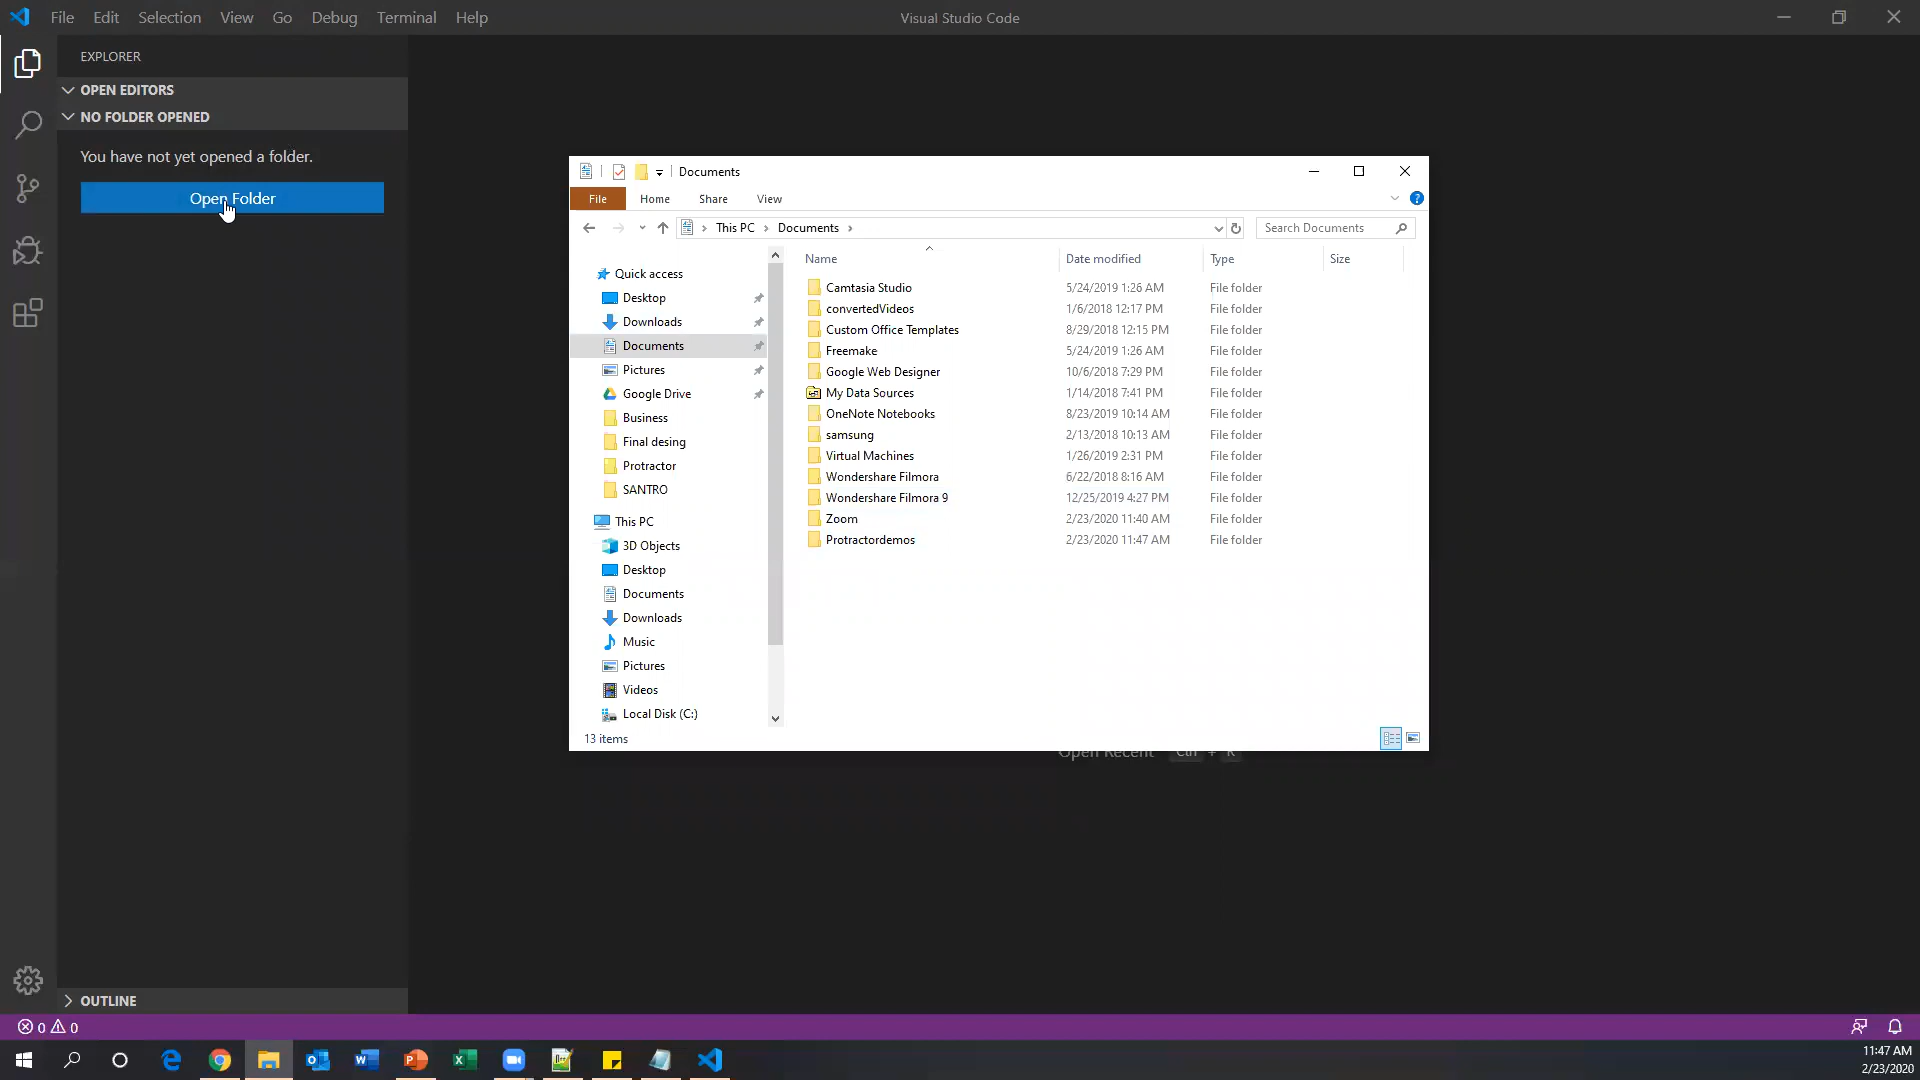 File Edit Selection View Go Debug Terminal Help
Visual Studio Code
EXPLORER
OPEN EDITORS
NO FOLDER OPENED
You have not yet opened a folder.
Open Folder
OUTLINE
Documents
File Home Share View
This PC Documents
Search Documents
Quick access
Desktop
Downloads
Documents
Pictures
Google Drive
Business
Final desing
Protractor
SANTRO
This PC
3D Objects
Desktop
Documents
Downloads
Music
Pictures
Videos
Local Disk (C:)
Name Date modified Type Size
Camtasia Studio 5/24/2019 1:26 AM File folder
convertedVideos 1/6/2018 12:17 PM File folder
Custom Office Templates 8/29/2018 12:15 PM File folder
Freemake 5/24/2019 1:26 AM File folder
Google Web Designer 10/6/2018 7:29 PM File folder
My Data Sources 1/14/2018 7:41 PM File folder
OneNote Notebooks 8/23/2019 10:14 AM File folder
samsung 2/13/2018 10:13 AM File folder
Virtual Machines 1/26/2019 2:31 PM File folder
Wondershare Filmora 6/22/2018 8:16 AM File folder
Wondershare Filmora 9 12/25/2019 4:27 PM File folder
Zoom 2/23/2020 11:40 AM File folder
Protractordemos 2/23/2020 11:47 AM File folder
13 items
Open Recent Ctrl + R
0 0
11:47 AM
2/23/2020